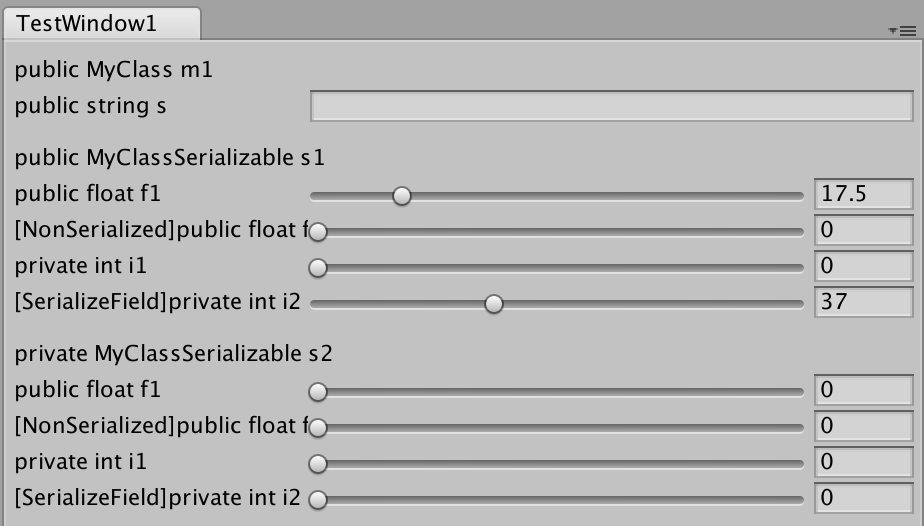 TestWindow1
public MyClass m1
public string s
public MyClassSerializable s1
public float f1 17.5
[NonSerialized]public float f 0
private int i1 0
[SerializeField]private int i2 37
private MyClassSerializable s2
public float f1 0
[NonSerialized]public float f 0
private int i1 0
[SerializeField]private int i2 0